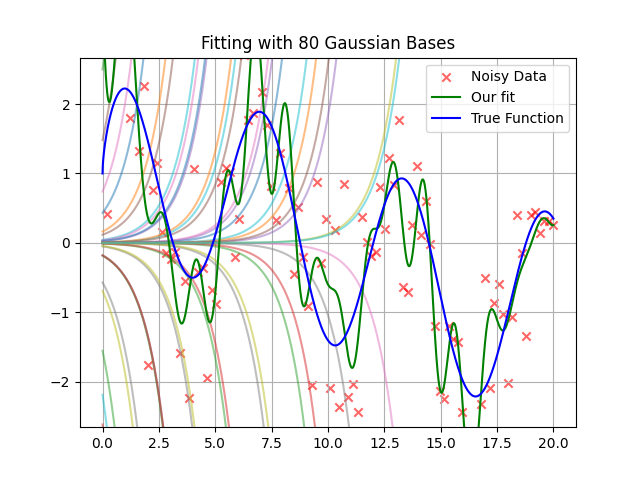 Fitting with 80 Gaussian Bases
Noisy Data
Our fit
True Function
2
1
0
−1
−2
0.0 2.5 5.0 7.5 10.0 12.5 15.0 17.5 20.0